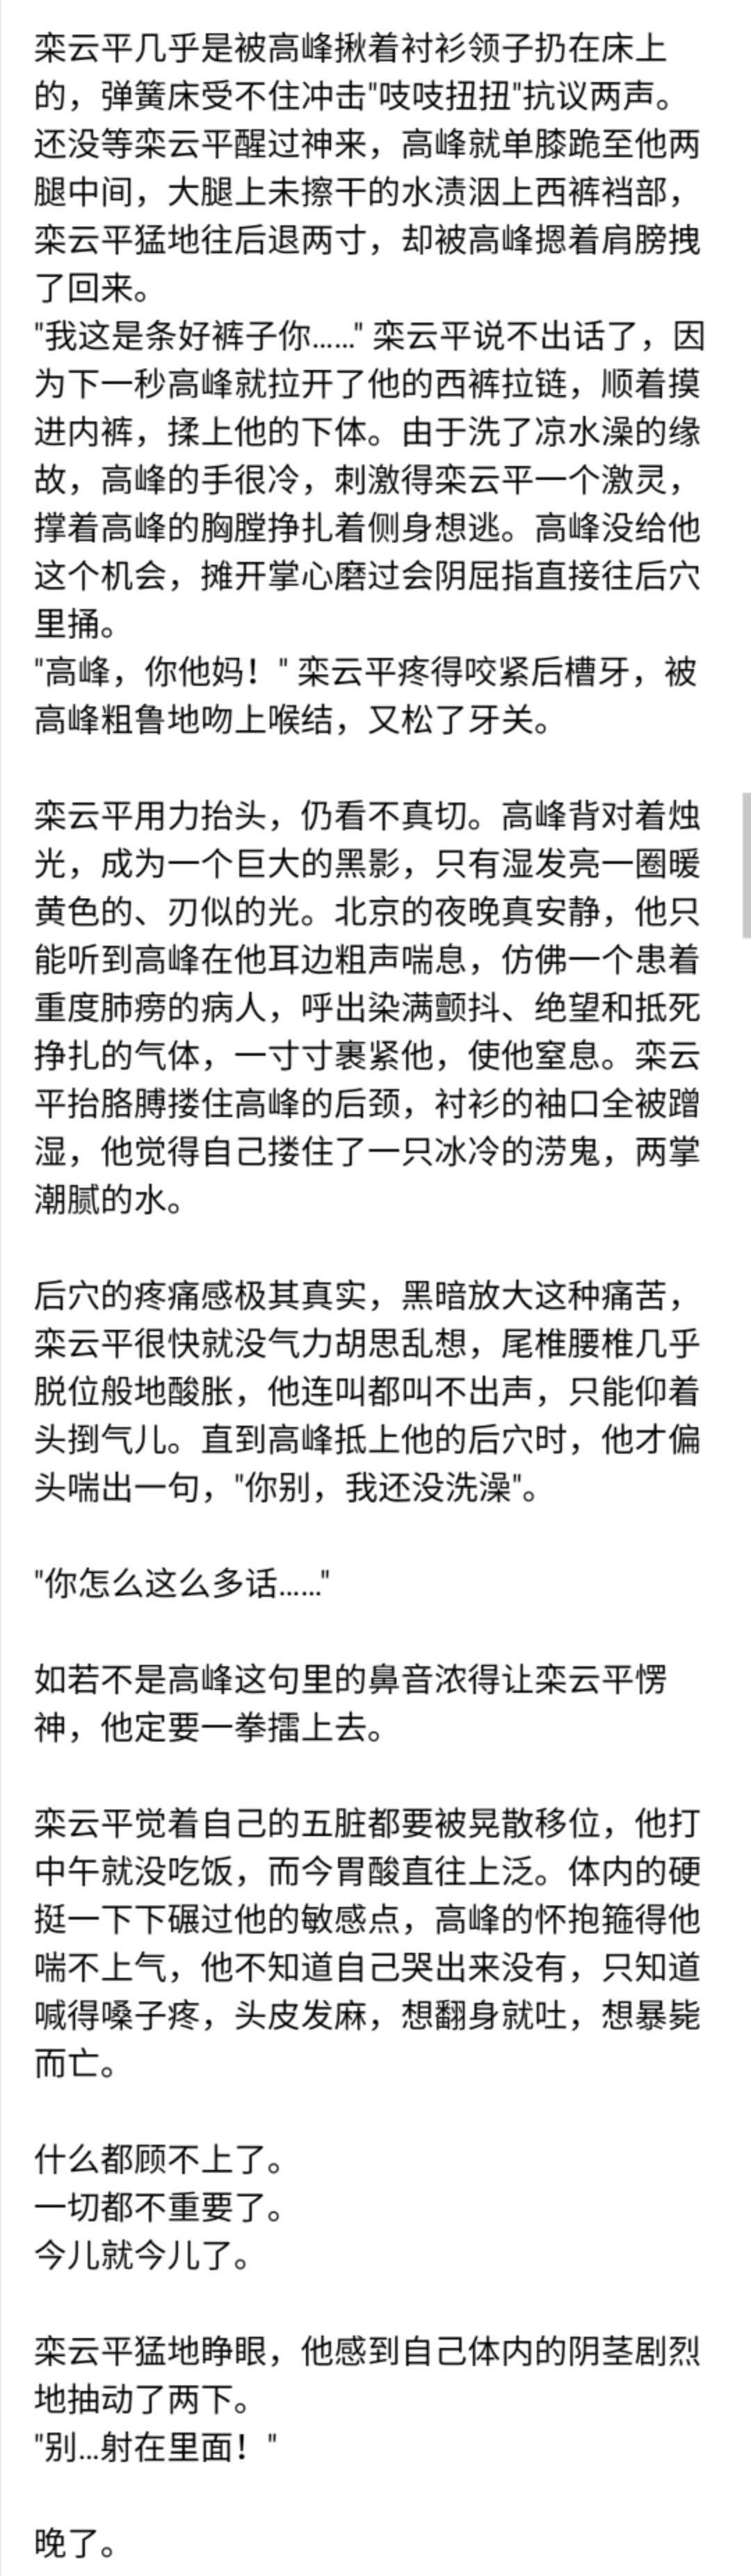 栾云平几乎是被高峰揪着衬衫领子扔在床上
的，弹簧床受不住冲击"吱吱扭扭"抗议两声。
还没等栾云平醒过神来，高峰就单膝跪至他两
腿中间，大腿上未擦干的水渍洇上西裤裆部，
栾云平猛地往后退两寸，却被高峰摁着肩膀拽
了回来。
"我这是条好裤子你……" 栾云平说不出话了，因
为下一秒高峰就拉开了他的西裤拉链，顺着摸
进内裤，揉上他的下体。由于洗了凉水澡的缘
故，高峰的手很冷，刺激得栾云平一个激灵，
撑着高峰的胸膛挣扎着侧身想逃。高峰没给他
这个机会，摊开掌心磨过会阴屈指直接往后穴
里捅。
"高峰，你他妈！" 栾云平疼得咬紧后槽牙，被
高峰粗鲁地吻上喉结，又松了牙关。
栾云平用力抬头，仍看不真切。高峰背对着烛
光，成为一个巨大的黑影，只有湿发亮一圈暖
黄色的、刃似的光。北京的夜晚真安静，他只
能听到高峰在他耳边粗声喘息，仿佛一个患着
重度肺痨的病人，呼出染满颤抖、绝望和抵死
挣扎的气体，一寸寸裹紧他，使他窒息。栾云
平抬胳膊搂住高峰的后颈，衬衫的袖口全被蹭
湿，他觉得自己搂住了一只冰冷的涝鬼，两掌
潮腻的水。
后穴的疼痛感极其真实，黑暗放大这种痛苦，
栾云平很快就没气力胡思乱想，尾椎腰椎几乎
脱位般地酸胀，他连叫都叫不出声，只能仰着
头捯气儿。直到高峰抵上他的后穴时，他才偏
头喘出一句，"你别，我还没洗澡"。
"你怎么这么多话……"
如若不是高峰这句里的鼻音浓得让栾云平愣
神，他定要一拳擂上去。
栾云平觉着自己的五脏都要被晃散移位，他打
中午就没吃饭，而今胃酸直往上泛。体内的硬
挺一下下碾过他的敏感点，高峰的怀抱箍得他
喘不上气，他不知道自己哭出来没有，只知道
喊得嗓子疼，头皮发麻，想翻身就吐，想暴毙
而亡。
什么都顾不上了。
一切都不重要了。
今儿就今儿了。
栾云平猛地睁眼，他感到自己体内的阴茎剧烈
地抽动了两下。
"别…射在里面！"
晚了。